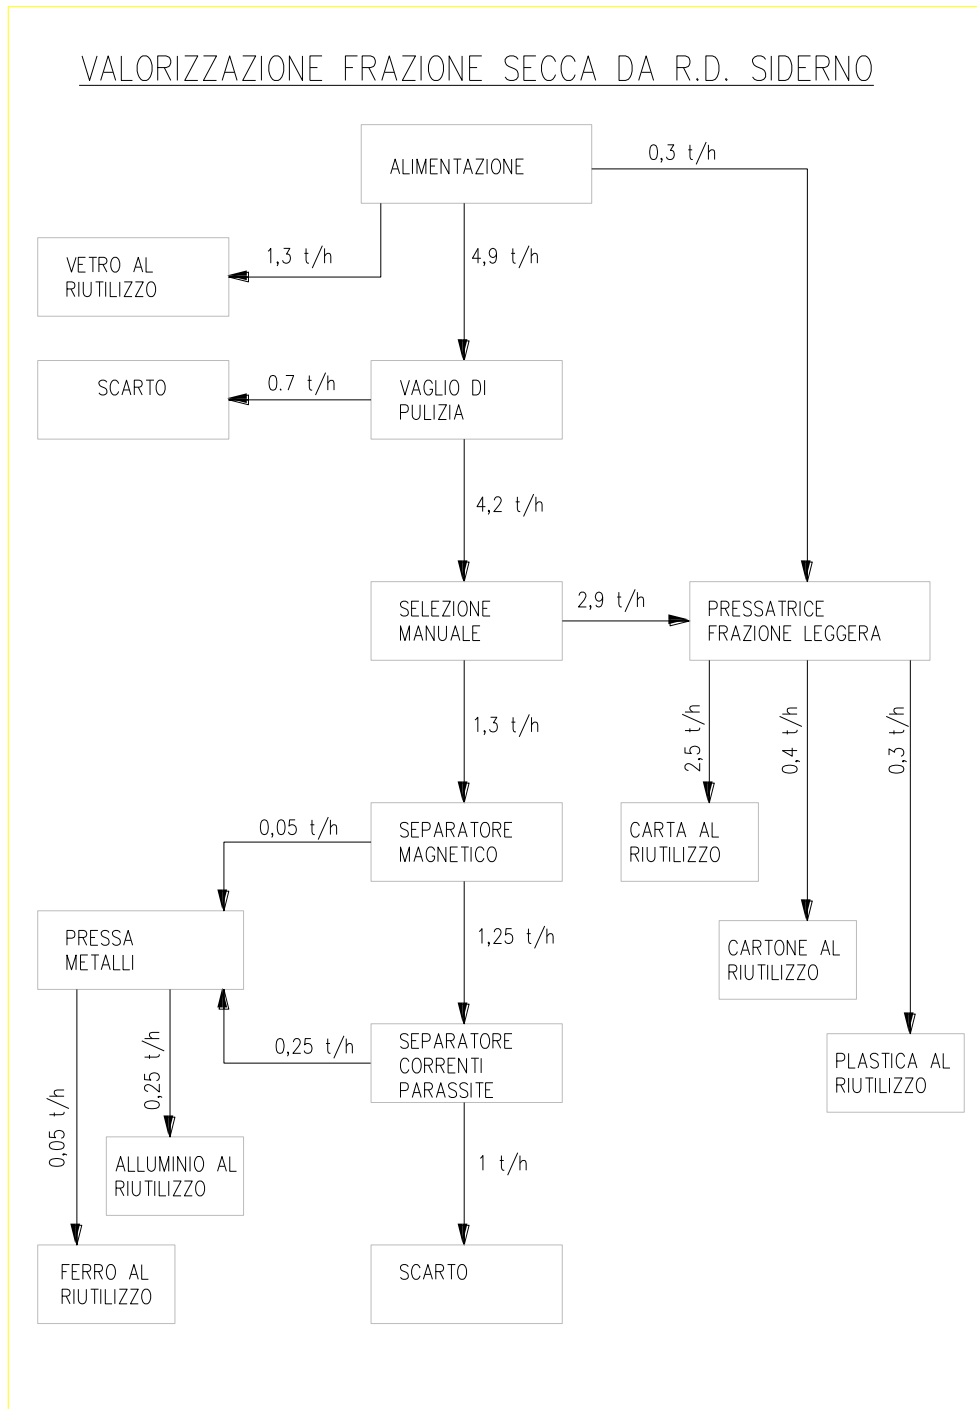 VALORIZZAZIONE FRAZIONE SECCA DA R.D. SIDERNO
ALIMENTAZIONE
0,3 t/h
1,3 t/h
4,9 t/h
VETRO AL
RIUTILIZZO
SCARTO
0.7 t/h
VAGLIO DI
PULIZIA
4,2 t/h
SELEZIONE
MANUALE
2,9 t/h
PRESSATRICE
FRAZIONE LEGGERA
1,3 t/h
2,5 t/h
0,4 t/h
0,3 t/h
0,05 t/h
SEPARATORE
MAGNETICO
CARTA AL
RIUTILIZZO
PRESSA
METALLI
1,25 t/h
CARTONE AL
RIUTILIZZO
0,25 t/h
SEPARATORE
CORRENTI
PARASSITE
PLASTICA AL
RIUTILIZZO
0,05 t/h
0,25 t/h
ALLUMINIO AL
RIUTILIZZO
1 t/h
FERRO AL
RIUTILIZZO
SCARTO